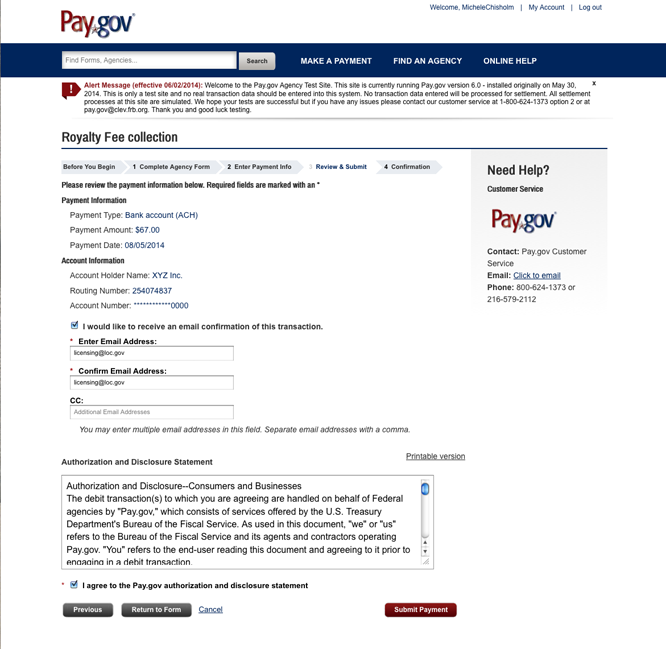 Welcome, MicheleChisholm | My Account | Log out
Pay.gov®
Find Forms, Agencies...
Search
MAKE A PAYMENT
FIND AN AGENCY
ONLINE HELP
Alert Message (effective 06/02/2014): Welcome to the Pay.gov Agency Test Site. This site is currently running Pay.gov version 6.0 - installed originally on May 30,
2014. This is only a test site and no real transaction data should be entered into this system. No transaction data entered will be processed for settlement. All settlement
processes at this site are simulated. We hope your tests are successful but if you have any issues please contact our customer service at 1-800-624-1373 option 2 or at
pay.gov@clev.frb.org. Thank you and good luck testing.
x
Royalty Fee collection
Before You Begin
1 Complete Agency Form
2 Enter Payment Info
3 Review & Submit
4 Confirmation
Please review the payment information below. Required fields are marked with an *
Payment Information
Payment Type: Bank account (ACH)
Payment Amount: $67.00
Payment Date: 08/05/2014
Account Information
Account Holder Name: XYZ Inc.
Routing Number: 254074837
Account Number: ************0000
I would like to receive an email confirmation of this transaction.
* Enter Email Address:
licensing@loc.gov
* Confirm Email Address:
licensing@loc.gov
CC:
Additional Email Addresses
You may enter multiple email addresses in this field. Separate email addresses with a comma.
Printable version
Authorization and Disclosure Statement
Authorization and Disclosure--Consumers and Businesses
The debit transaction(s) to which you are agreeing are handled on behalf of Federal
agencies by "Pay.gov," which consists of services offered by the U.S. Treasury
Department's Bureau of the Fiscal Service. As used in this document, "we" or "us"
refers to the Bureau of the Fiscal Service and its agents and contractors operating
Pay.gov. "You" refers to the end-user reading this document and agreeing to it prior to
engaging in a debit transaction.
* I agree to the Pay.gov authorization and disclosure statement
Previous
Return to Form
Cancel
Submit Payment
Need Help?
Customer Service
Pay.gov®
Contact: Pay.gov Customer
Service
Email: Click to email
Phone: 800-624-1373 or
216-579-2112